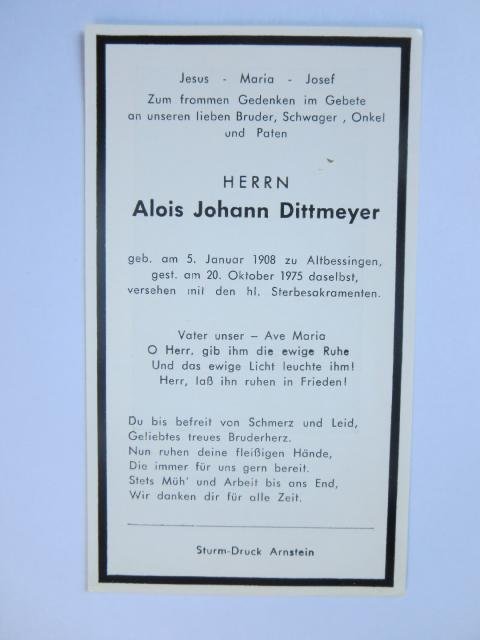 Jesus - Maria - Josef
Zum frommen Gedenken im Gebete
an unseren lieben Bruder, Schwager , Onkel
und Paten
HERRN
Alois Johann Dittmeyer
geb. am 5. Januar 1908 zu Altbessingen,
gest. am 20. Oktober 1975 daselbst,
versehen mit den hl. Sterbesakramenten.
Vater unser – Ave Maria
O Herr, gib ihm die ewige Ruhe
Und das ewige Licht leuchte ihm!
Herr, laß ihn ruhen in Frieden!
Du bis befreit von Schmerz und Leid,
Geliebtes treues Bruderherz.
Nun ruhen deine fleißigen Hände,
Die immer für uns gern bereit.
Stets Müh' und Arbeit bis ans End,
Wir danken dir für alle Zeit.
Sturm-Druck Arnstein